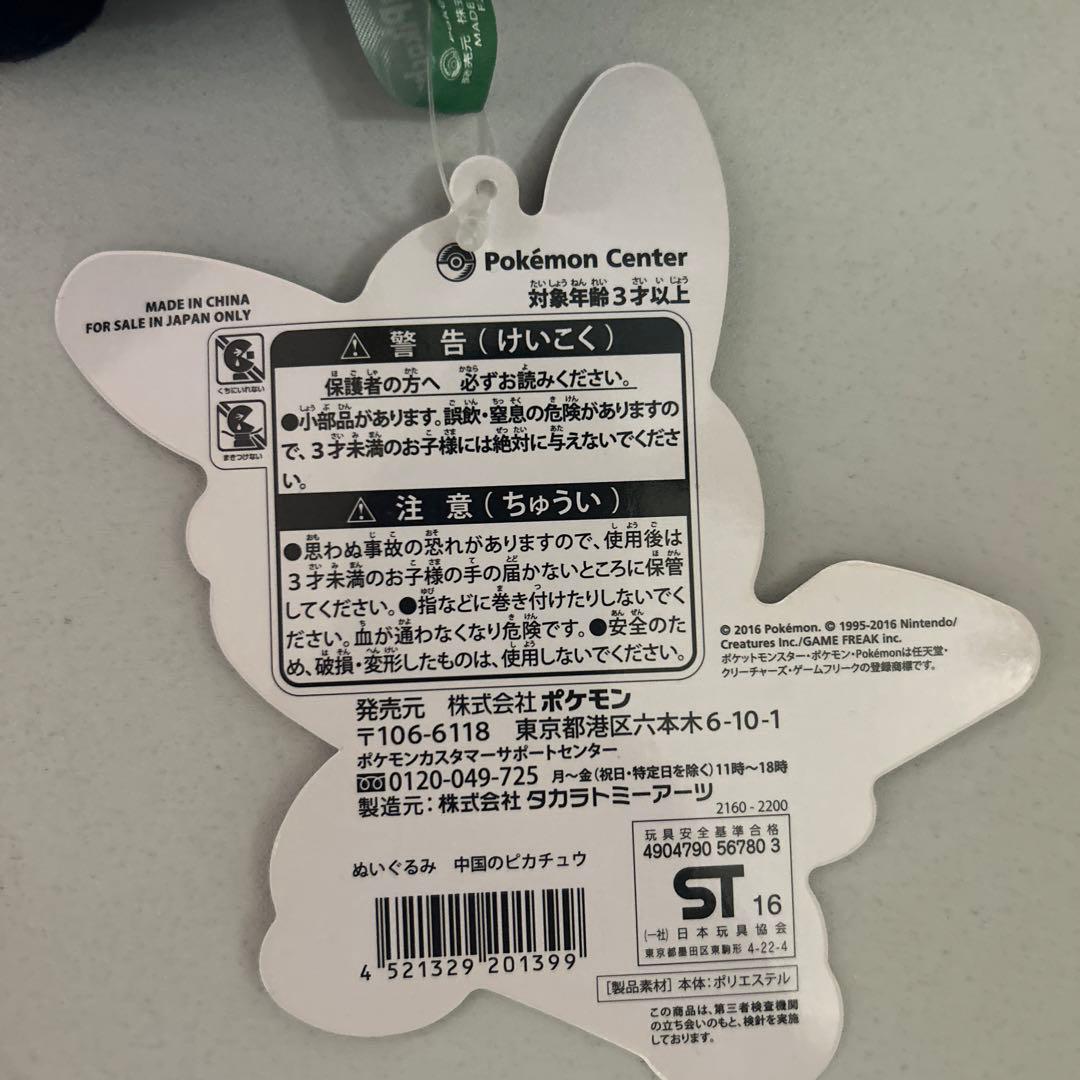 発売元 株式
MADE
Pokémon Center
対象年齢3才以上
MADE IN CHINA
FOR SALE IN JAPAN ONLY
くちにいれない
まきつけない
警 告(けいこく)
保護者の方へ 必ずお読みください。
●小部品があります。誤飲・窒息の危険がありますの
で、3才未満のお子様には絶対に与えないでくださ
い。
注 意(ちゅうい)
●思わぬ事故の恐れがありますので、使用後は
3才未満のお子様の手の届かないところに保管
してください。●指などに巻き付けたりしないでく
ださい。血が通わなくなり危険です。●安全のた
め、破損・変形したものは、使用しないでください。
© 2016 Pokémon. © 1995-2016 Nintendo/
Creatures Inc./GAME FREAK inc.
ポケットモンスター・ポケモン・Pokémonは任天堂・
クリーチャーズ・ゲームフリークの登録商標です。
発売元 株式会社 ポケモン
〒106-6118 東京都港区六本木6-10-1
ポケモンカスタマーサポートセンター
0120-049-725 月〜金(祝日・特定日を除く)11時〜18時
製造元:株式会社 タカラトミーアーツ
2160-2200
玩具安全基準合格
4904790 56780 3
ST 16
(一社)日本玩具協会
東京都墨田区東駒形 4-22-4
ぬいぐるみ 中国のピカチュウ
4 521329 201399
[製品素材] 本体:ポリエステル
この商品は、第三者検査機関
の立ち会いのもと、検針を実施
しております。